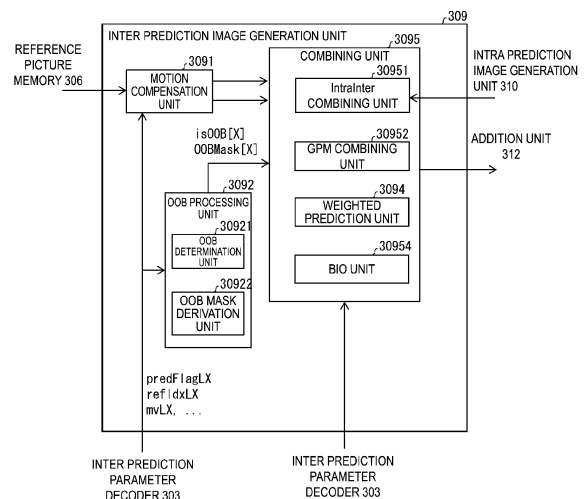 309
INTER PREDICTION IMAGE GENERATION UNIT
REFERENCE
PICTURE
MEMORY 306
3091
MOTION
COMPENSATION
UNIT
3095
COMBINING UNIT
30951
IntraInter
COMBINING UNIT
INTRA PREDICTION
IMAGE GENERATION
UNIT 310
isOOB[X]
OOBMask[X]
30952
GPM COMBINING
UNIT
ADDITION UNIT
312
3092
OOB PROCESSING
UNIT
30921
OOB
DETERMINATION
UNIT
30922
OOB MASK
DERIVATION
UNIT
3094
WEIGHTED
PREDICTION UNIT
30954
BIO UNIT
predFlagLX
refIdxLX
mvLX, ...
INTER PREDICTION
PARAMETER
DECODER 303
INTER PREDICTION
PARAMETER
DECODER 303